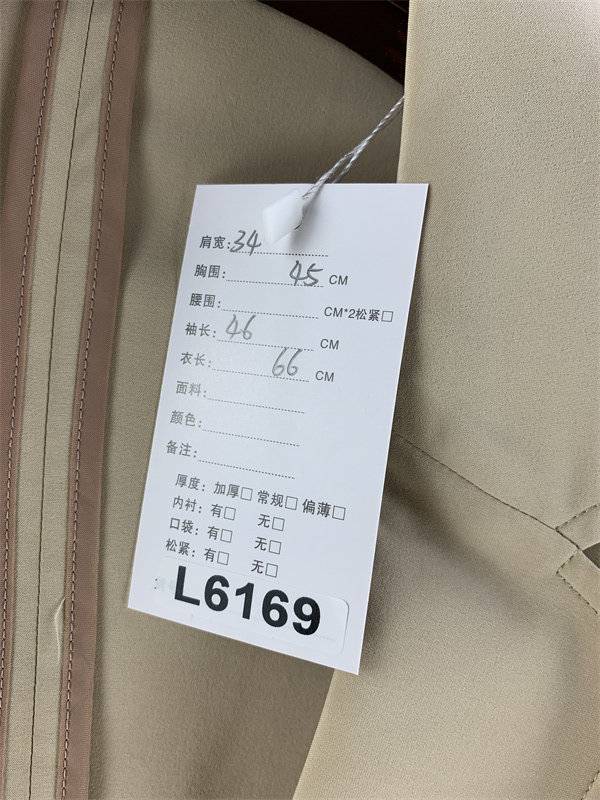 肩宽:34
胸围: 45 CM
腰围: CM*2松紧□
袖长: 46 CM
衣长: 66 CM
面料:
颜色:
备注:
厚度: 加厚□ 常规□ 偏薄□
内衬: 有□ 无□
口袋: 有□ 无□
松紧: 有□ 无□
L6169